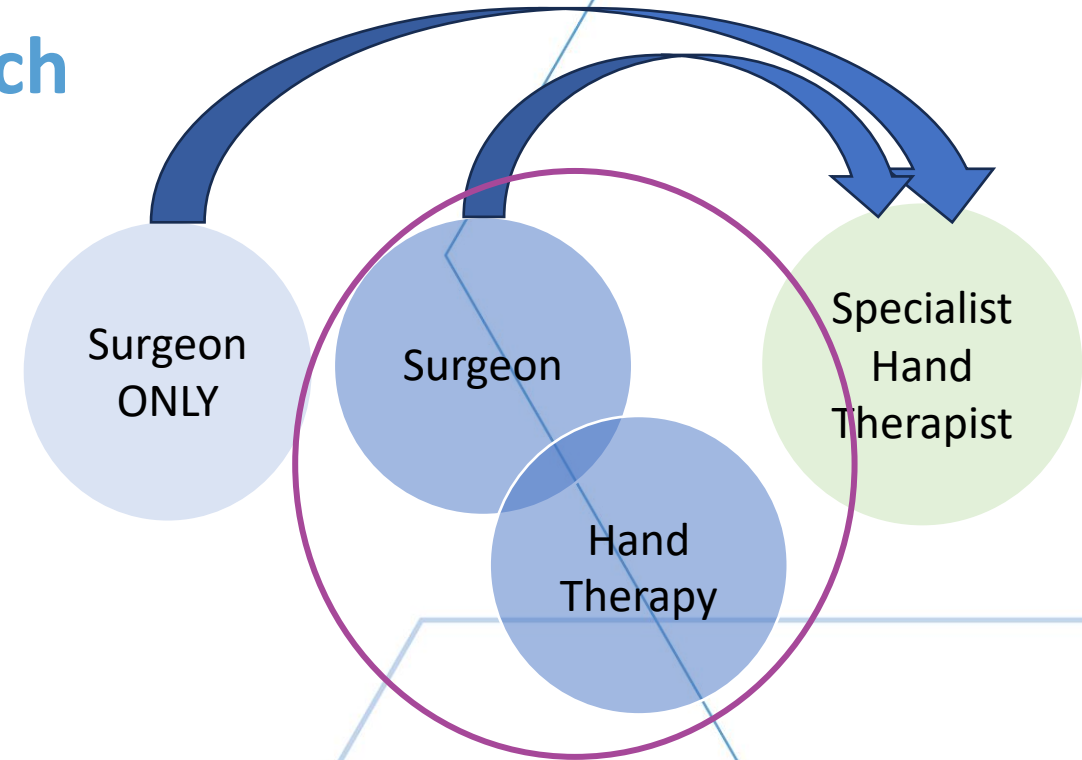 ch
Surgeon
ONLY
Surgeon
Hand
Therapy
Specialist
Hand
Therapist